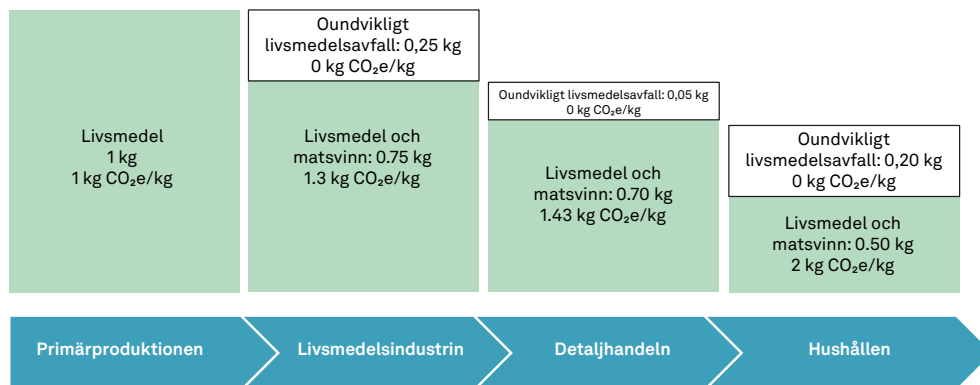 Livsmedel
1 kg
1 kg CO₂e/kg
Oundvikligt
livsmedelsavfall: 0,25 kg
0 kg CO₂e/kg
Livsmedel och
matsvinn: 0.75 kg
1.3 kg CO₂e/kg
Oundvikligt livsmedelsavfall: 0,05 kg
0 kg CO₂e/kg
Livsmedel och
matsvinn: 0.70 kg
1.43 kg CO₂e/kg
Oundvikligt
livsmedelsavfall: 0,20 kg
0 kg CO₂e/kg
Livsmedel och
matsvinn: 0.50 kg
2 kg CO₂e/kg
Primärproduktionen
Livsmedelsindustrin
Detaljhandeln
Hushållen